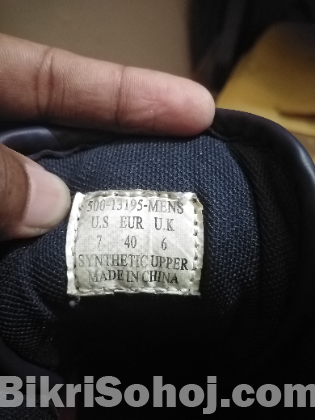 500-13195-MENS
U.S EUR U.K
7 40 6
SYNTHETIC UPPER
MADE IN CHINA
BikriSohoj.com